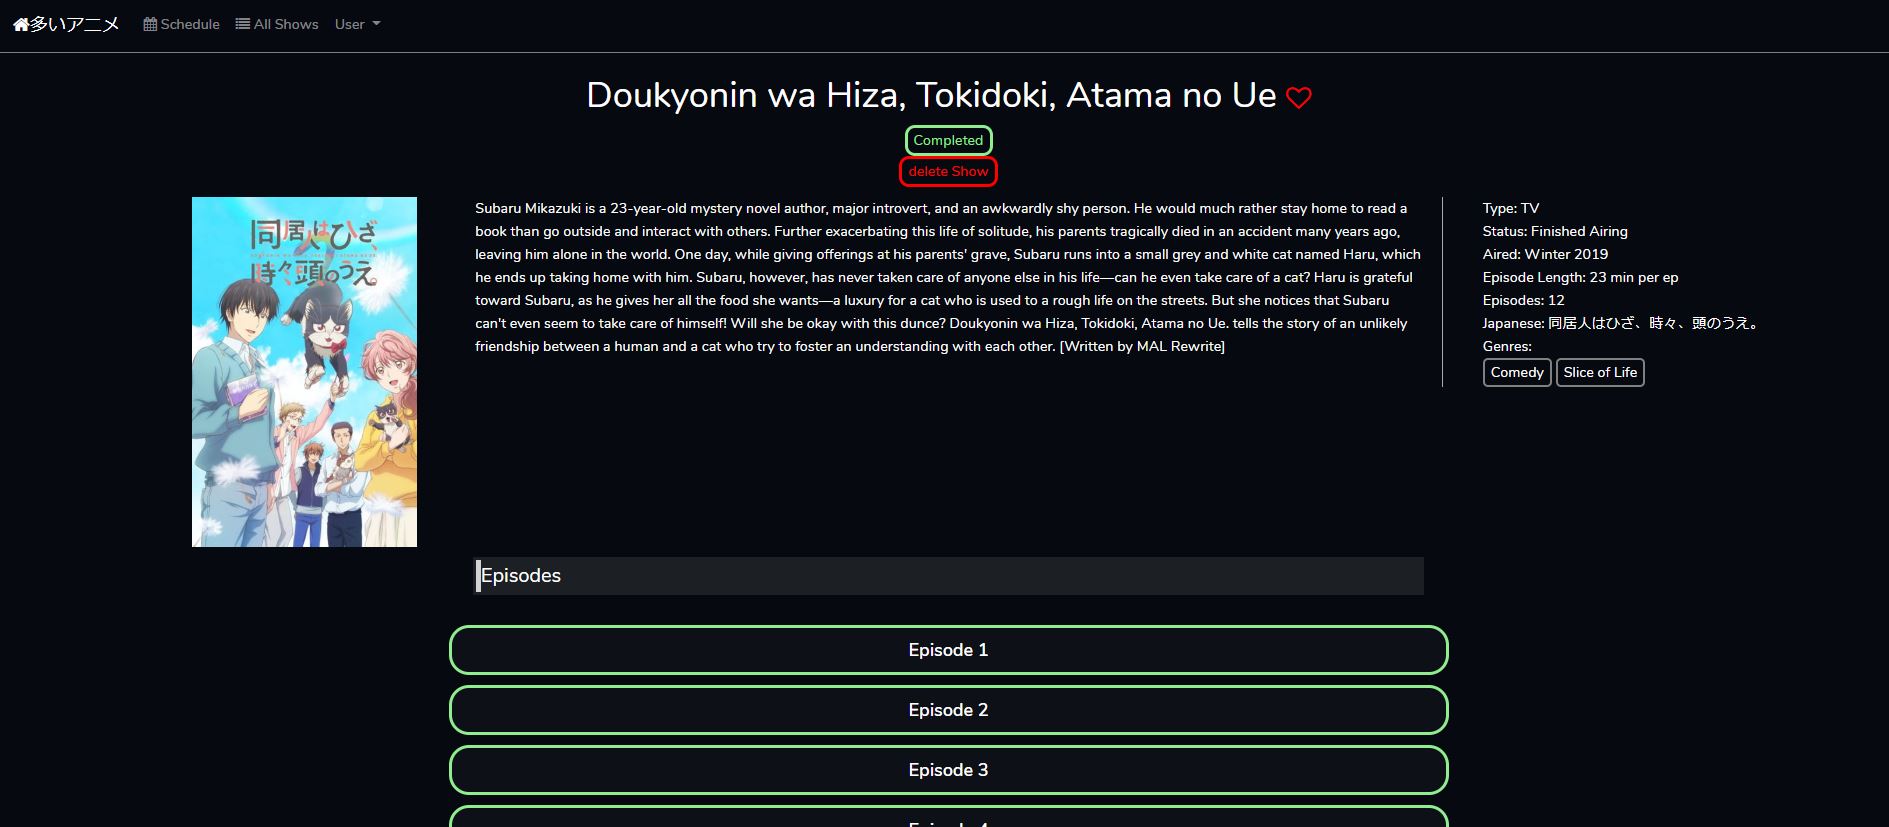 多いアニメ Schedule All Shows User
Doukyonin wa Hiza, Tokidoki, Atama no Ue
Completed
delete Show
同居人はひざ、
時々、頭のうえ。
Subaru Mikazuki is a 23-year-old mystery novel author, major introvert, and an awkwardly shy person. He would much rather stay home to read a
book than go outside and interact with others. Further exacerbating this life of solitude, his parents tragically died in an accident many years ago,
leaving him alone in the world. One day, while giving offerings at his parents' grave, Subaru runs into a small grey and white cat named Haru, which
he ends up taking home with him. Subaru, however, has never taken care of anyone else in his life—can he even take care of a cat? Haru is grateful
toward Subaru, as he gives her all the food she wants—a luxury for a cat who is used to a rough life on the streets. But she notices that Subaru
can't even seem to take care of himself! Will she be okay with this dunce? Doukyonin wa Hiza, Tokidoki, Atama no Ue. tells the story of an unlikely
friendship between a human and a cat who try to foster an understanding with each other. [Written by MAL Rewrite]
Type: TV
Status: Finished Airing
Aired: Winter 2019
Episode Length: 23 min per ep
Episodes: 12
Japanese: 同居人はひざ、時々、頭のうえ。
Genres:
Comedy Slice of Life
Episodes
Episode 1
Episode 2
Episode 3
Episode 4